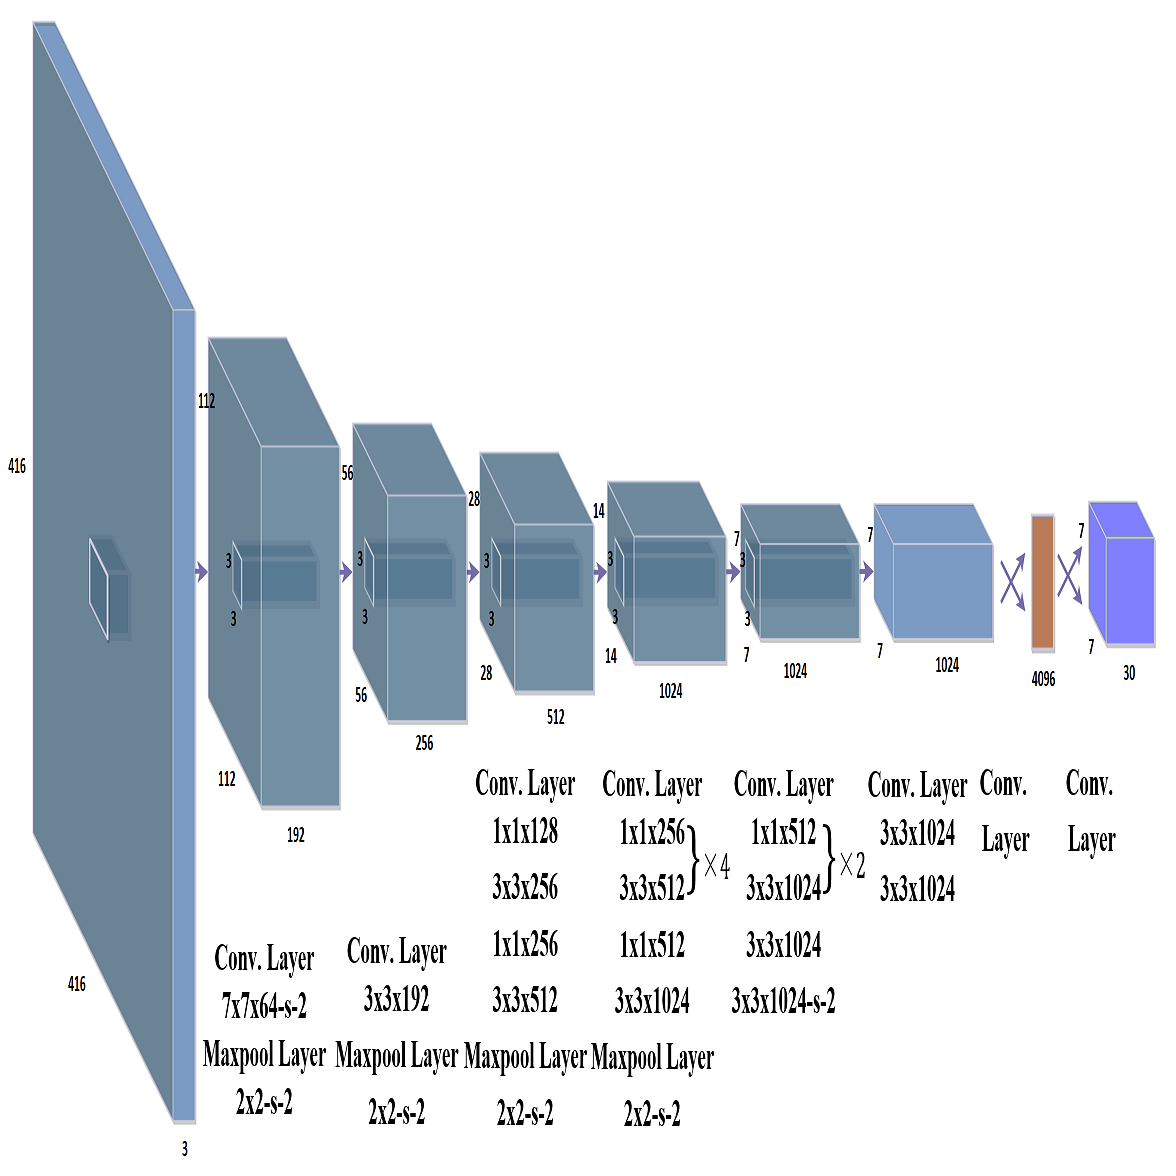 416
416
3
112
3
3
112
192
56
3
3
56
256
28
3
3
28
512
14
3
3
14
1024
7
3
3
7
1024
7
7
1024
4096
7
7
30
Conv. Layer
7x7x64-s-2
Maxpool Layer
2x2-s-2
Conv. Layer
3x3x192
Maxpool Layer
2x2-s-2
Conv. Layer
1x1x128
3x3x256
1x1x256
3x3x512
Maxpool Layer
2x2-s-2
Conv. Layer
1x1x256
3x3x512
}×4
1x1x512
3x3x1024
Maxpool Layer
2x2-s-2
Conv. Layer
1x1x512
3x3x1024
}×2
3x3x1024
3x3x1024-s-2
Conv. Layer
3x3x1024
3x3x1024
Conv.
Layer
Conv.
Layer